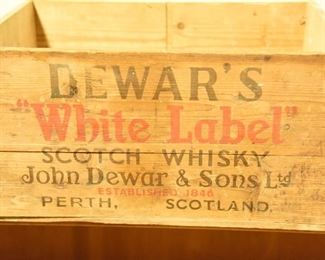 DEWAR'S
"White Label"
SCOTCH WHISKY
John Dewar & Sons Ltd
ESTABLISHED 1846
PERTH, SCOTLAND.